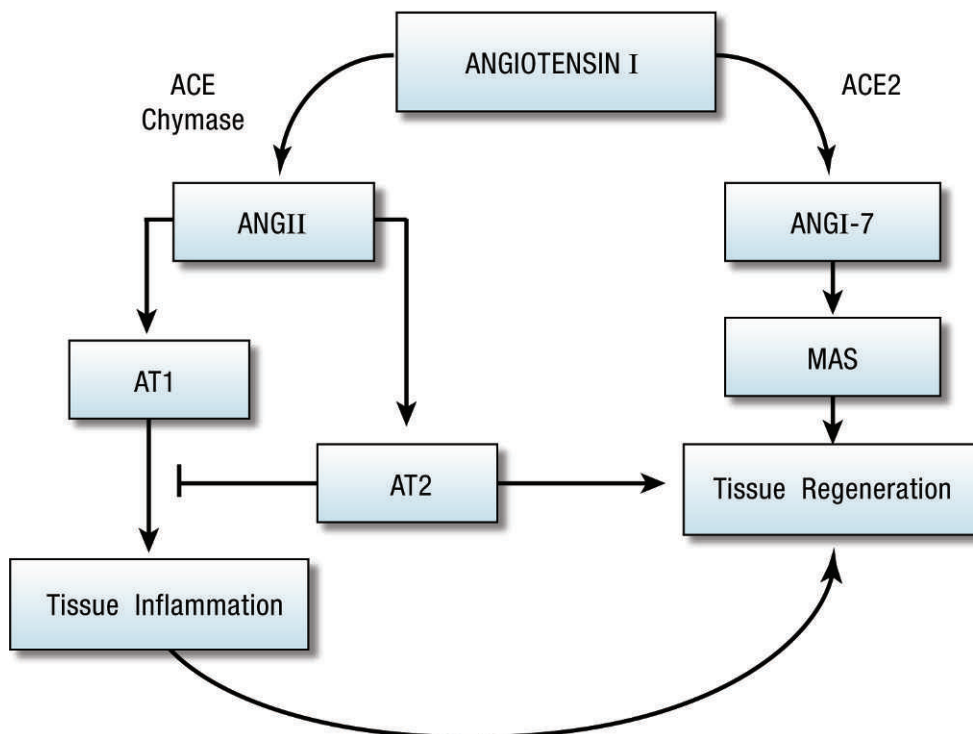 ANGIOTENSIN I
ACE
Chymase
ACE2
ANGII
ANGI-7
AT1
MAS
AT2
Tissue Regeneration
Tissue Inflammation